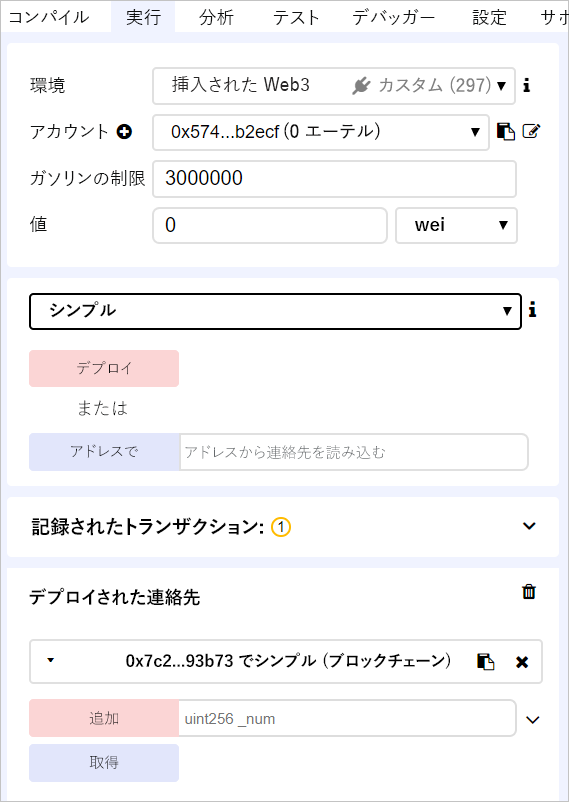 コンパイル 実行 分析 テスト デバッガー 設定 サポ
環境 挿入された Web3 カスタム (297)
アカウント 0x574...b2ecf (0 エーテル)
ガソリンの制限 3000000
値 0 wei
シンプル
デプロイ
または
アドレスで アドレスから連絡先を読み込む
記録されたトランザクション: 1
デプロイされた連絡先
0x7c2...93b73 でシンプル (ブロックチェーン)
追加 uint256 _num
取得